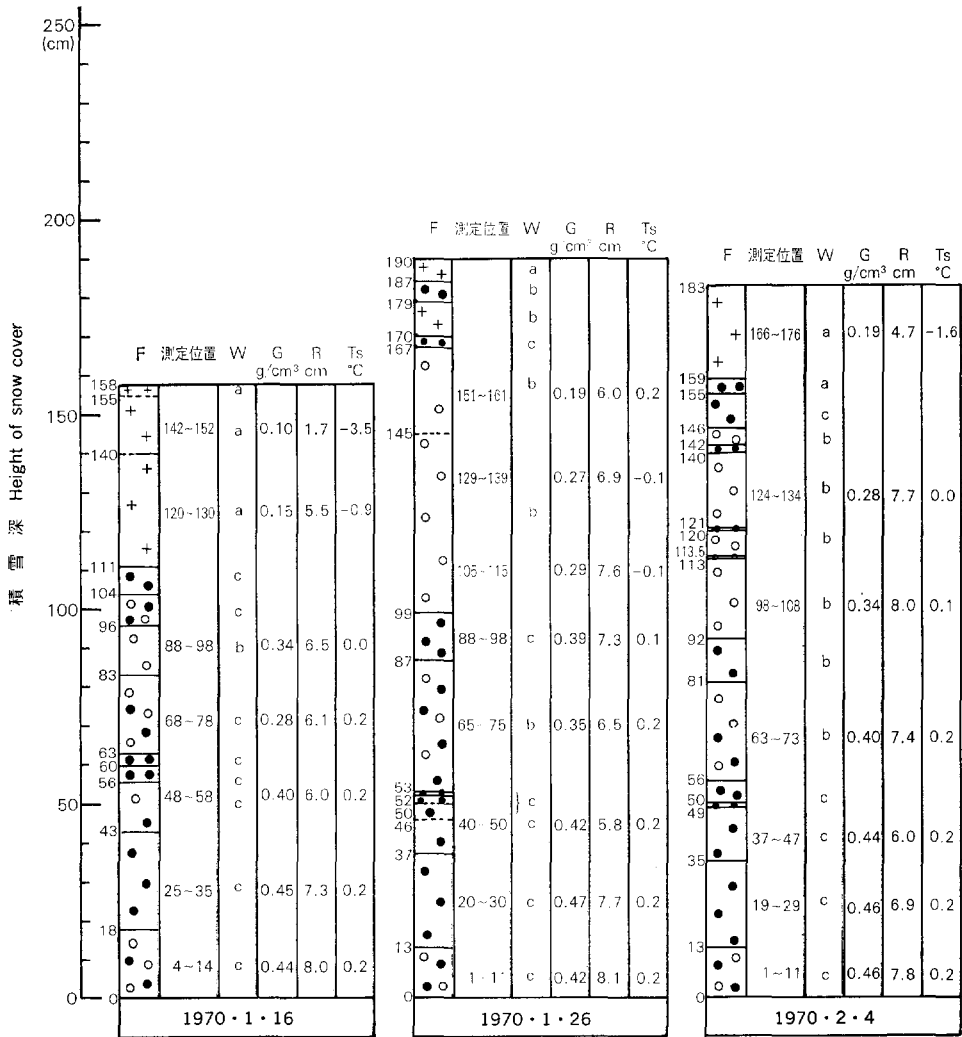 250
(cm)
200
150
100
50
0
積雪深 Height of snow cover
F 測定位置 W G g/cm³ R cm Ts °C
158 a
155
142~152 a 0.10 1.7 −3.5
140
120~130 a 0.15 5.5 −0.9
111
c
104
c
96
88~98 b 0.34 6.5 0.0
83
68~78 c 0.28 6.1 0.2
63
c
60
c
56
48~58 c 0.40 6.0 0.2
43
25~35 c 0.45 7.3 0.2
18
4~14 c 0.44 8.0 0.2
0
1970・1・16
F 測定位置 W G g/cm³ R cm Ts °C
190
a
187
b
179
b
170
c
167
151~161 b 0.19 6.0 0.2
145
129~139 0.27 6.9 −0.1
b
105~115 0.29 7.6 −0.1
99
88~98 c 0.39 7.3 0.1
87
65~75 b 0.35 6.5 0.2
53
52 } c
50
40~50 c 0.42 5.8 0.2
46
37
20~30 c 0.47 7.7 0.2
13
1~11 c 0.42 8.1 0.2
0
1970・1・26
F 測定位置 W G g/cm³ R cm Ts °C
183
166~176 a 0.19 4.7 −1.6
159
a
155
c
146
b
142
140
124~134 b 0.28 7.7 0.0
121
120 b
113.5
113
98~108 b 0.34 8.0 0.1
92
b
81
63~73 b 0.40 7.4 0.2
56
c
50
49
37~47 c 0.44 6.0 0.2
35
19~29 c 0.46 6.9 0.2
13
1~11 c 0.46 7.8 0.2
0
1970・2・4